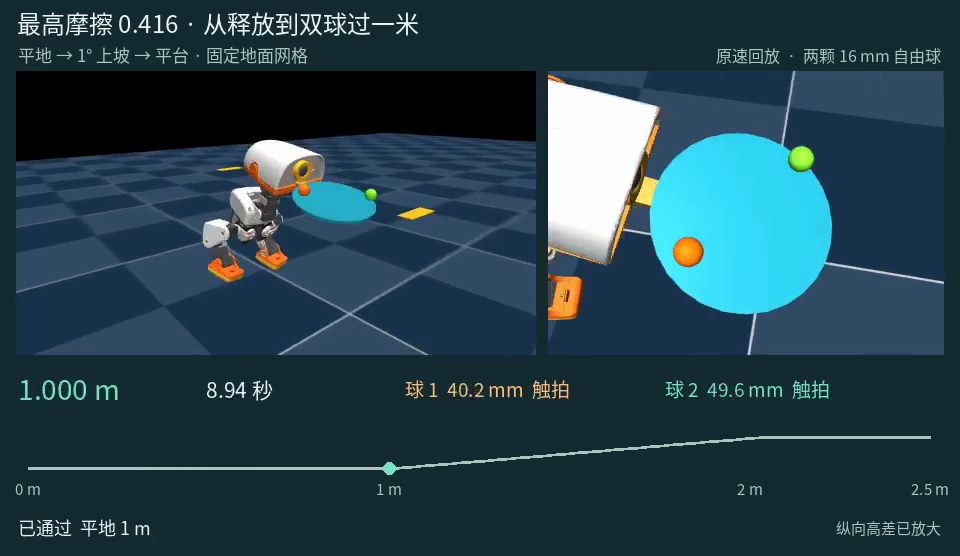 最高摩擦 0.416 · 从释放到双球过一米
平地 → 1° 上坡 → 平台 · 固定地面网格
原速回放 · 两颗 16 mm 自由球
1.000 m
8.94 秒
球 1 40.2 mm 触拍
球 2 49.6 mm 触拍
0 m
1 m
2 m
2.5 m
已通过 平地 1 m
纵向高差已放大